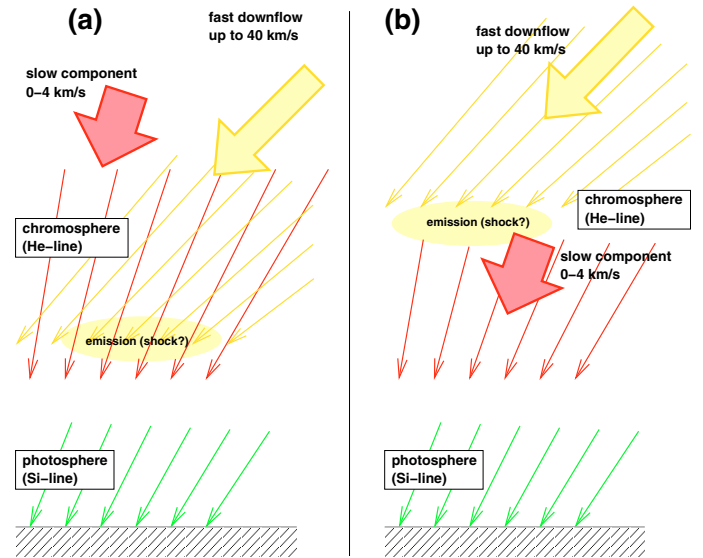 (a)
fast downflow
up to 40 km/s
slow component
0–4 km/s
chromosphere
(He–line)
emission (shock?)
photosphere
(Si–line)
(b)
fast downflow
up to 40 km/s
emission (shock?)
chromosphere
(He–line)
slow component
0–4 km/s
photosphere
(Si–line)